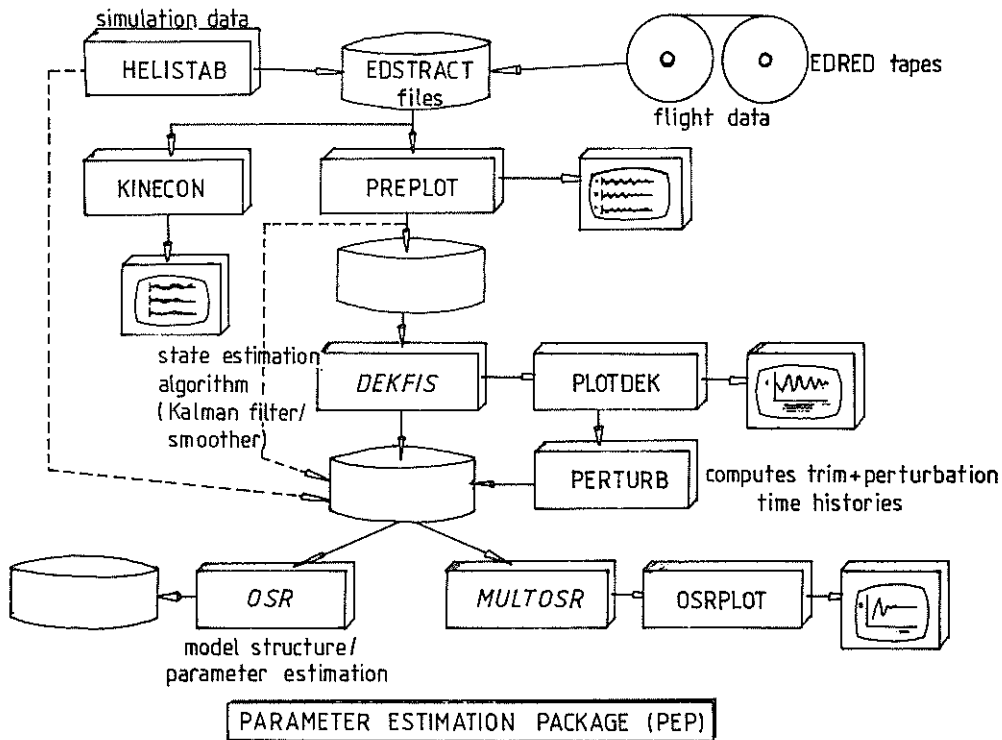 simulation data
HELISTAB
EDSTRACT
files
EDRED tapes
flight data
KINECON
PREPLOT
state estimation
algorithm
(Kalman filter/
smoother)
DEKFIS
PLOTDEK
PERTURB
computes trim+perturbation
time histories
OSR
MULTOSR
OSRPLOT
model structure/
parameter estimation
PARAMETER ESTIMATION PACKAGE (PEP)